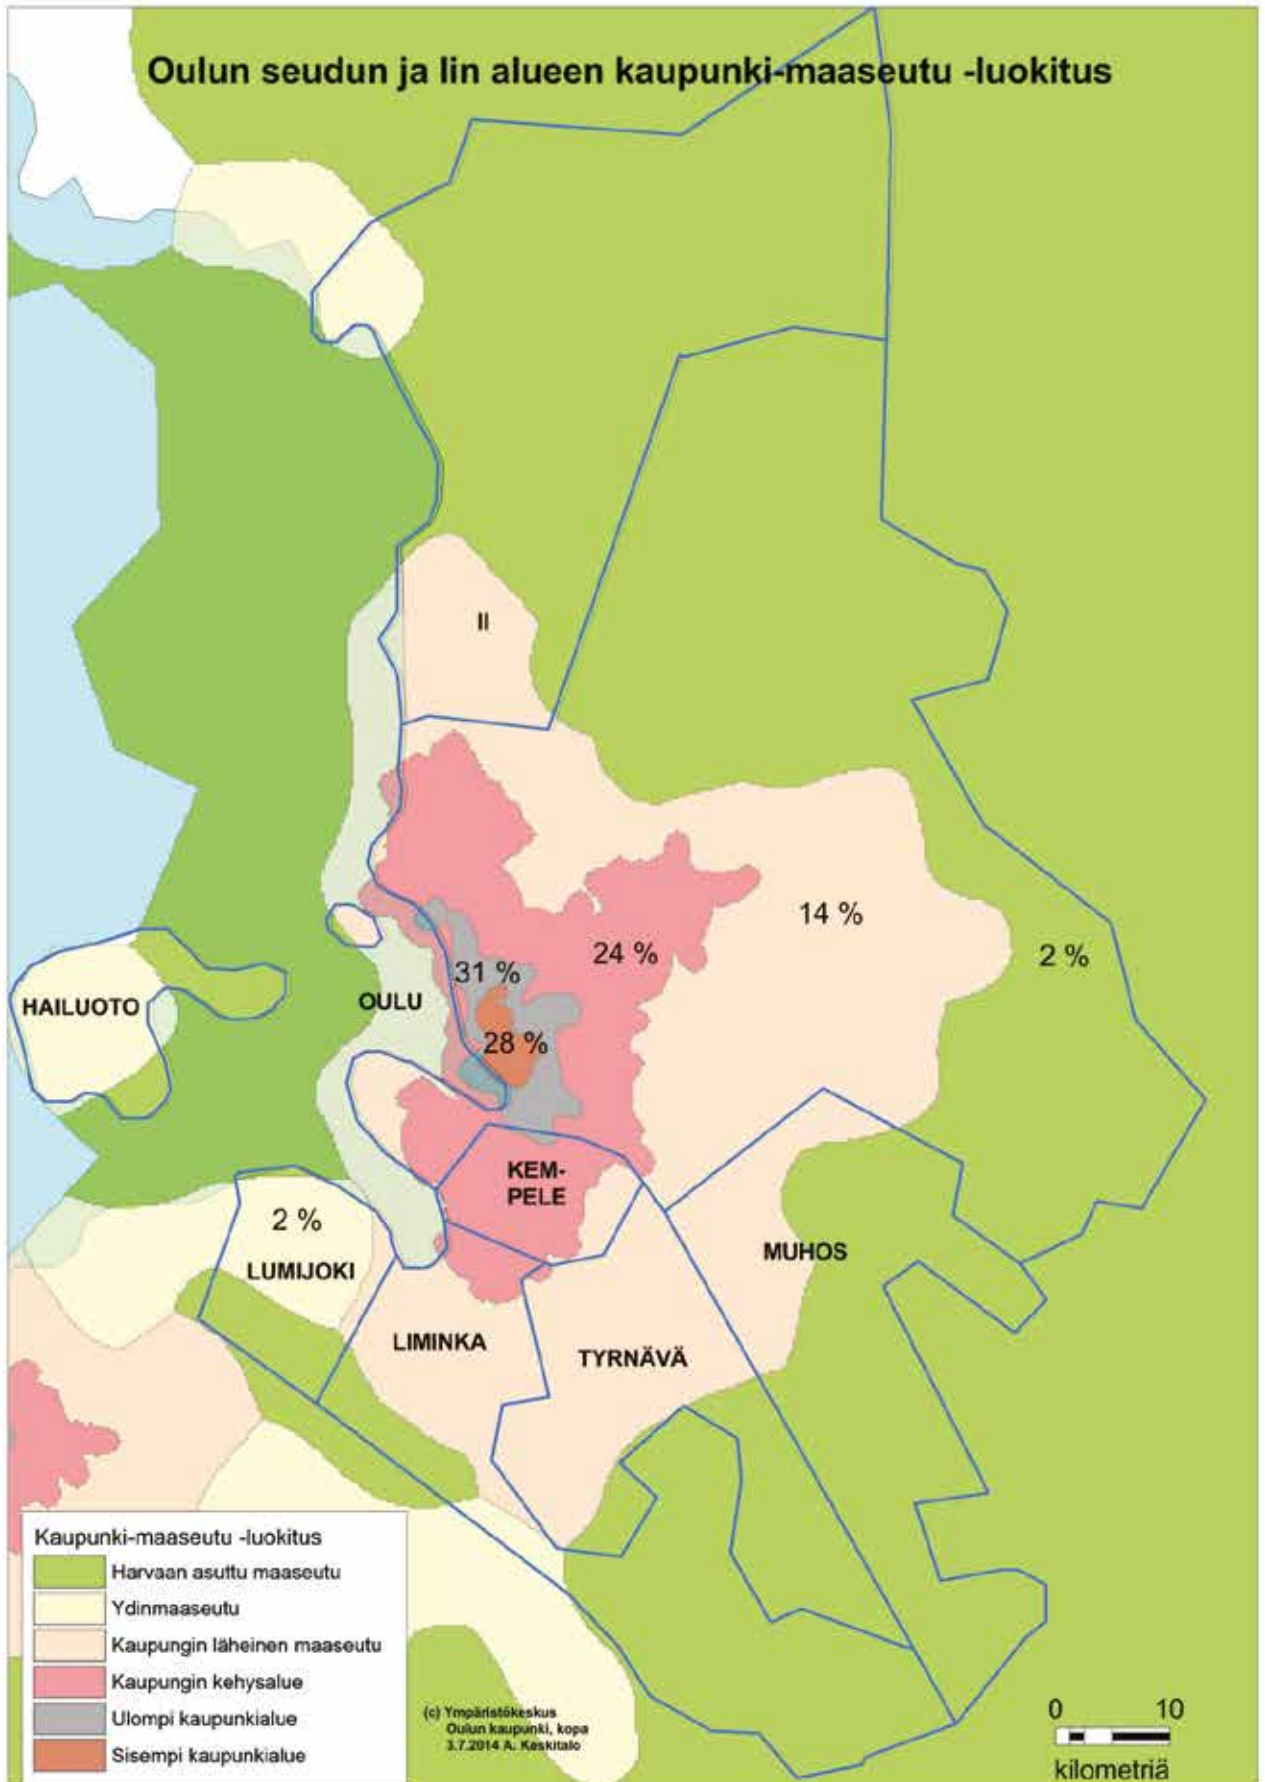 Oulun seudun ja Iin alueen kaupunki-maaseutu -luokitus
II
14 %
24 %
2 %
31 %
HAILUOTO
OULU
28 %
KEM-
PELE
2 %
MUHOS
LUMIJOKI
LIMINKA
TYRNÄVÄ
Kaupunki-maaseutu -luokitus
Harvaan asuttu maaseutu
Ydinmaaseutu
Kaupungin läheinen maaseutu
Kaupungin kehysalue
Ulompi kaupunkialue
Sisempi kaupunkialue
(c) Ympäristökeskus
Oulun kaupunki, kopa
3.7.2014 A. Keskitalo
0 10
kilometriä